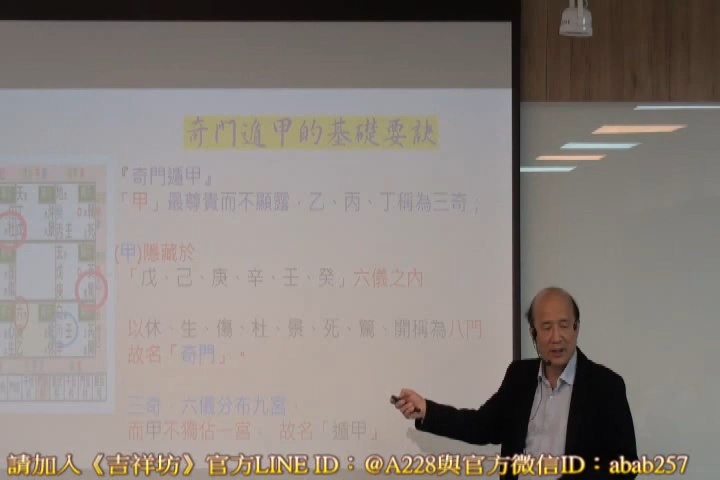 奇門遁甲的基礎要訣
『奇門遁甲』
「甲」最尊貴而不顯露，乙、丙、丁稱為三奇；
(甲)隱藏於
「戊、己、庚、辛、壬、癸」六儀之內
以休、生、傷、杜、景、死、驚、開稱為八門
故名「奇門」。
三奇、六儀分布九宮，
而甲不獨佔一宮， 故名「遁甲」
請加入《吉祥坊》官方LINE ID：@A228與官方微信ID：abab257